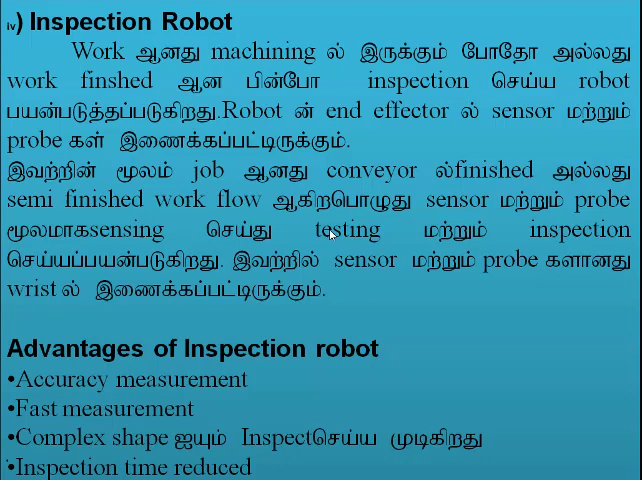 iv) Inspection Robot
Work ஆனது machining ல் இருக்கும் போதோ அல்லது
work finshed ஆன பின்போ inspection செய்ய robot
பயன்படுத்தப்படுகிறது.Robot ன் end effector ல் sensor மற்றும்
probe கள் இணைக்கப்பட்டிருக்கும்.
இவற்றின் மூலம் job ஆனது conveyor ல்finished அல்லது
semi finished work flow ஆகிறபொழுது sensor மற்றும் probe
மூலமாகsensing செய்து testing மற்றும் inspection
செய்யப்பயன்படுகிறது. இவற்றில் sensor மற்றும் probe களானது
wrist ல் இணைக்கப்பட்டிருக்கும்.
Advantages of Inspection robot
•Accuracy measurement
•Fast measurement
•Complex shape ஐயும் Inspectசெய்ய முடிகிறது
•Inspection time reduced